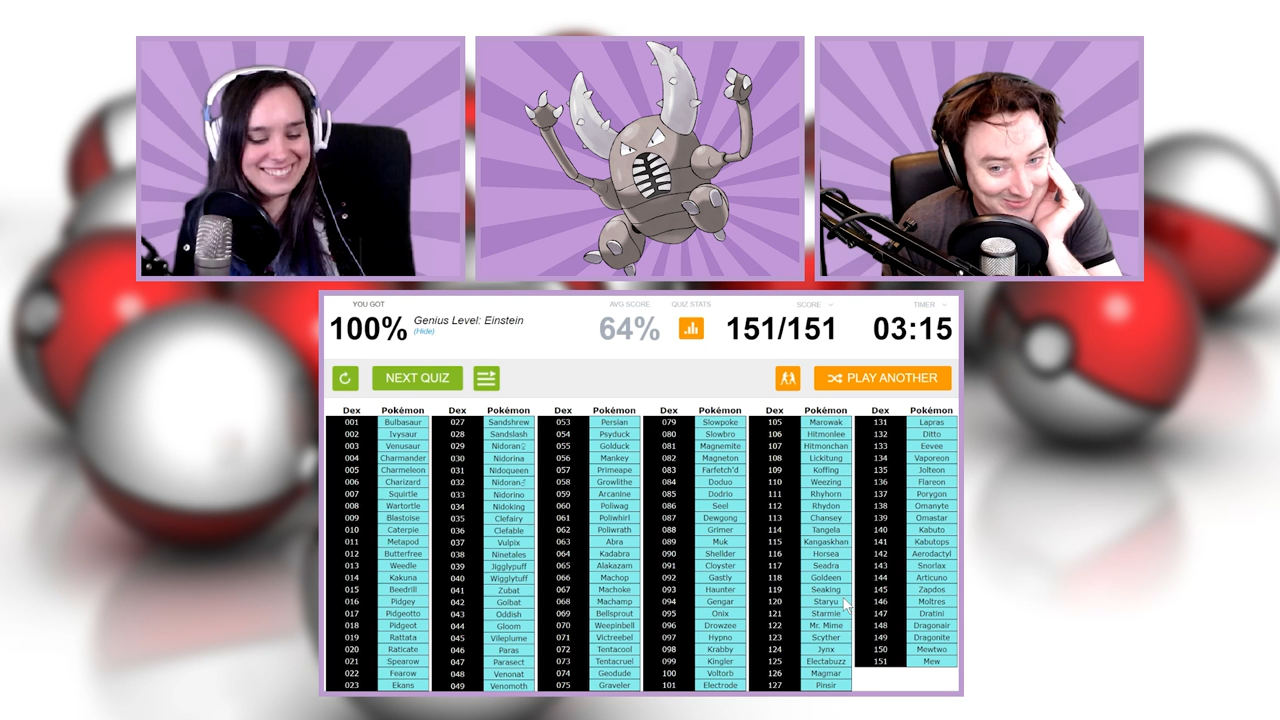 YOU GOT AVG SCORE QUIZ STATS SCORE TIMER
100% Genius Level: Einstein 64% 151/151 03:15
(Hide)
NEXT QUIZ PLAY ANOTHER
Dex Pokémon Dex Pokémon Dex Pokémon Dex Pokémon Dex Pokémon Dex Pokémon
001 Bulbasaur 027 Sandshrew 053 Persian 079 Slowpoke 105 Marowak 131 Lapras
002 Ivysaur 028 Sandslash 054 Psyduck 080 Slowbro 106 Hitmonlee 132 Ditto
003 Venusaur 029 Nidoran♀ 055 Golduck 081 Magnemite 107 Hitmonchan 133 Eevee
004 Charmander 030 Nidorina 056 Mankey 082 Magneton 108 Lickitung 134 Vaporeon
005 Charmeleon 031 Nidoqueen 057 Primeape 083 Farfetch'd 109 Koffing 135 Jolteon
006 Charizard 032 Nidoran♂ 058 Growlithe 084 Doduo 110 Weezing 136 Flareon
007 Squirtle 033 Nidorino 059 Arcanine 085 Dodrio 111 Rhyhorn 137 Porygon
008 Wartortle 034 Nidoking 060 Poliwag 086 Seel 112 Rhydon 138 Omanyte
009 Blastoise 035 Clefairy 061 Poliwhirl 087 Dewgong 113 Chansey 139 Omastar
010 Caterpie 036 Clefable 062 Poliwrath 088 Grimer 114 Tangela 140 Kabuto
011 Metapod 037 Vulpix 063 Abra 089 Muk 115 Kangaskhan 141 Kabutops
012 Butterfree 038 Ninetales 064 Kadabra 090 Shellder 116 Horsea 142 Aerodactyl
013 Weedle 039 Jigglypuff 065 Alakazam 091 Cloyster 117 Seadra 143 Snorlax
014 Kakuna 040 Wigglytuff 066 Machop 092 Gastly 118 Goldeen 144 Articuno
015 Beedrill 041 Zubat 067 Machoke 093 Haunter 119 Seaking 145 Zapdos
016 Pidgey 042 Golbat 068 Machamp 094 Gengar 120 Staryu 146 Moltres
017 Pidgeotto 043 Oddish 069 Bellsprout 095 Onix 121 Starmie 147 Dratini
018 Pidgeot 044 Gloom 070 Weepinbell 096 Drowzee 122 Mr. Mime 148 Dragonair
019 Rattata 045 Vileplume 071 Victreebel 097 Hypno 123 Scyther 149 Dragonite
020 Raticate 046 Paras 072 Tentacool 098 Krabby 124 Jynx 150 Mewtwo
021 Spearow 047 Parasect 073 Tentacruel 099 Kingler 125 Electabuzz 151 Mew
022 Fearow 048 Venonat 074 Geodude 100 Voltorb 126 Magmar
023 Ekans 049 Venomoth 075 Graveler 101 Electrode 127 Pinsir